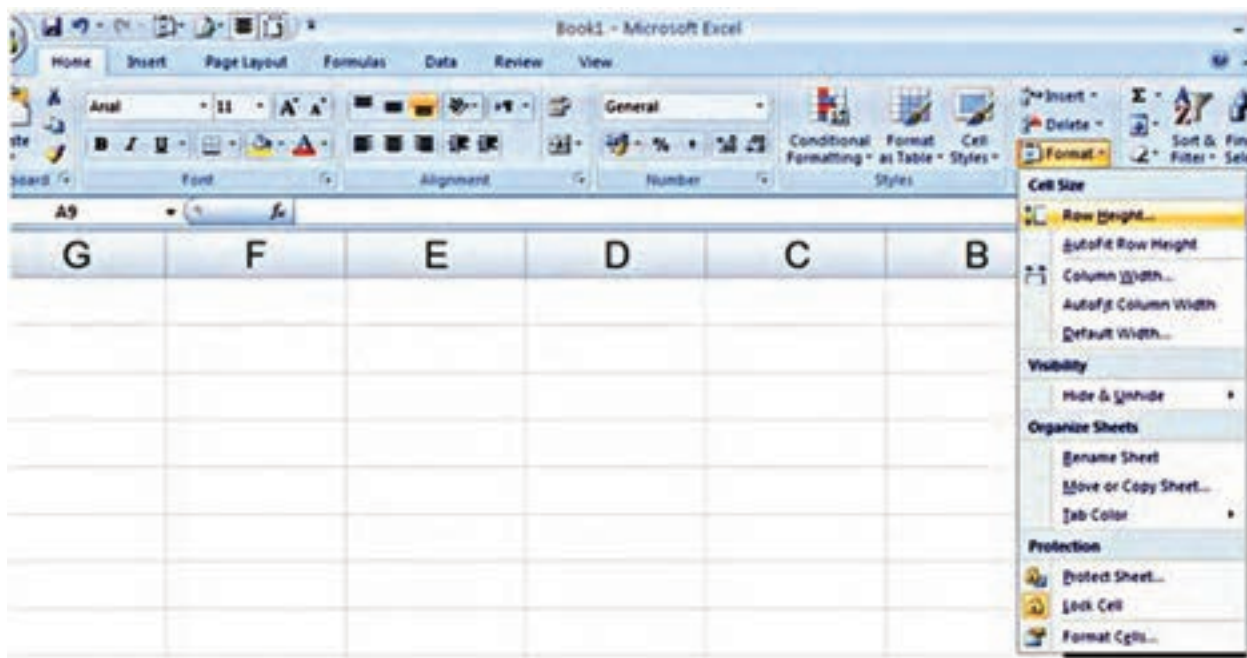 Book1 - Microsoft Excel
Home Insert Page Layout Formulas Data Review View
Arial 11 A A General Insert Σ
Delete
B I U A % Conditional Formatting Format as Table Cell Styles Format Sort & Filter
Font Alignment Number Styles
A9 fx
G F E D C B
Cell Size
Row Height...
AutoFit Row Height
Column Width...
AutoFit Column Width
Default Width...
Visibility
Hide & Unhide
Organize Sheets
Rename Sheet
Move or Copy Sheet...
Tab Color
Protection
Protect Sheet...
Lock Cell
Format Cells...